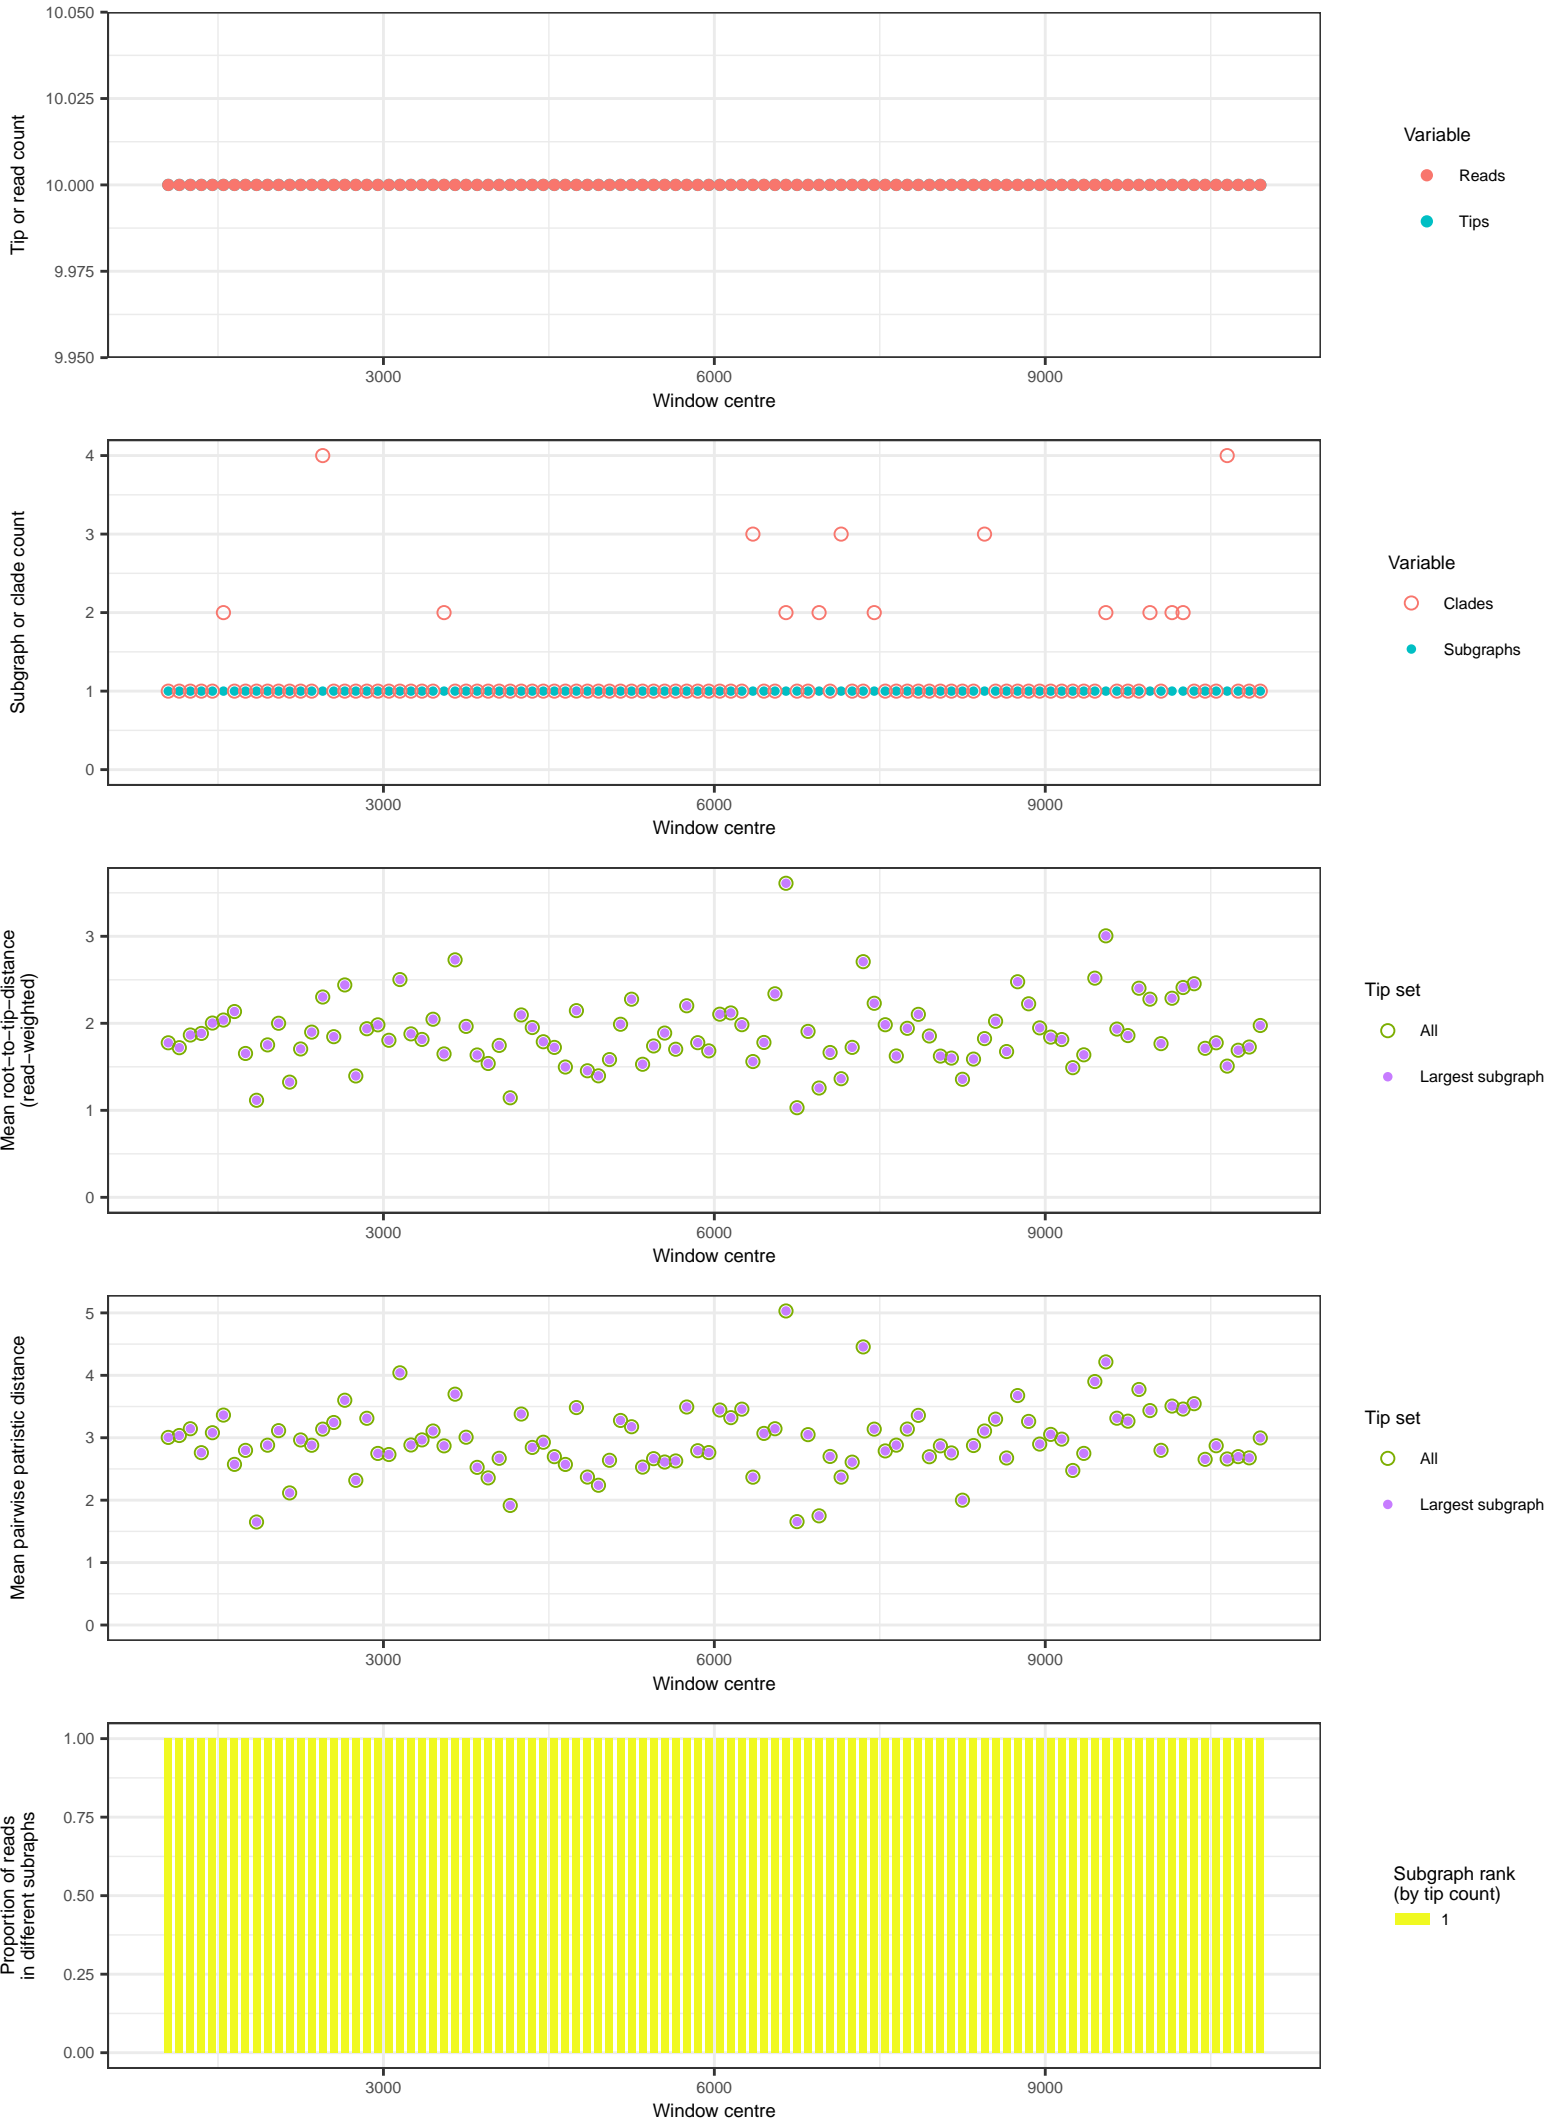 10.050
10.025
10.000
9.975
9.950
Tip or read count
3000 6000 9000
Window centre
Variable
Reads
Tips
4
3
2
1
0
Subgraph or clade count
3000 6000 9000
Window centre
Variable
Clades
Subgraphs
3
2
1
0
Mean root−to−tip−distance
(read−weighted)
3000 6000 9000
Window centre
Tip set
All
Largest subgraph
5
4
3
2
1
0
Mean pairwise patristic distance
3000 6000 9000
Window centre
Tip set
All
Largest subgraph
1.00
0.75
0.50
0.25
0.00
Proportion of reads
in different subraphs
3000 6000 9000
Window centre
Subgraph rank
(by tip count)
1